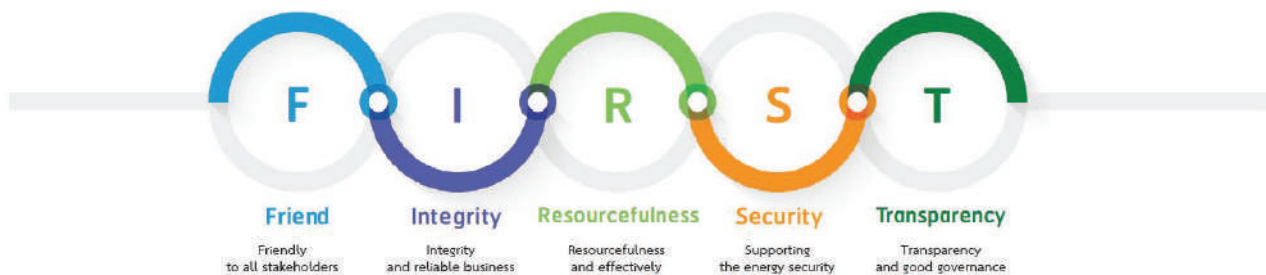 F I R S T
Friend Integrity Resourcefulness Security Transparency
Friendly Integrity Resourcefulness Supporting Transparency
to all stakeholders and reliable business and effectively the energy security and good governance